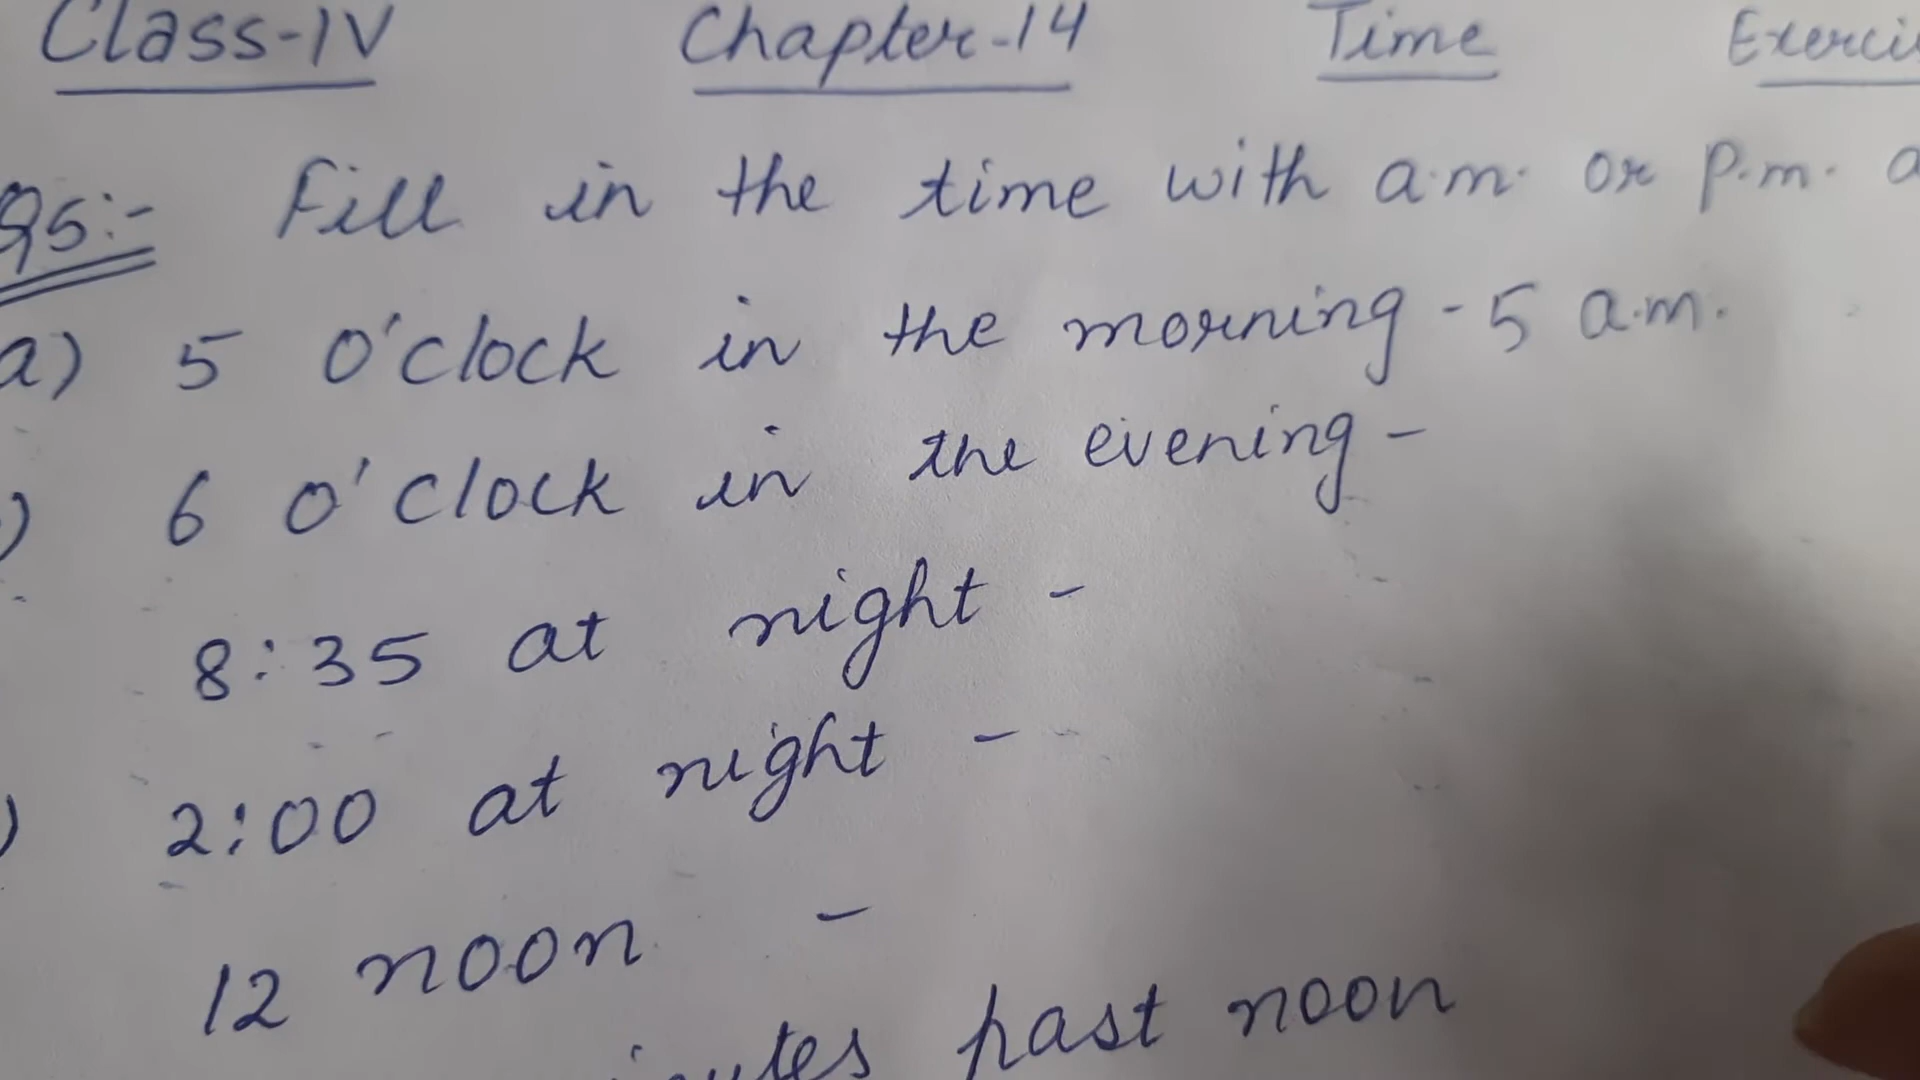 Class-IV Chapter-14 Time
Q5:- Fill in the time with a.m. or p.m.
a) 5 O'clock in the morning - 5 a.m.
) 6 O'clock in the evening -
8:35 at night -
) 2:00 at night -
12 noon -
past noon